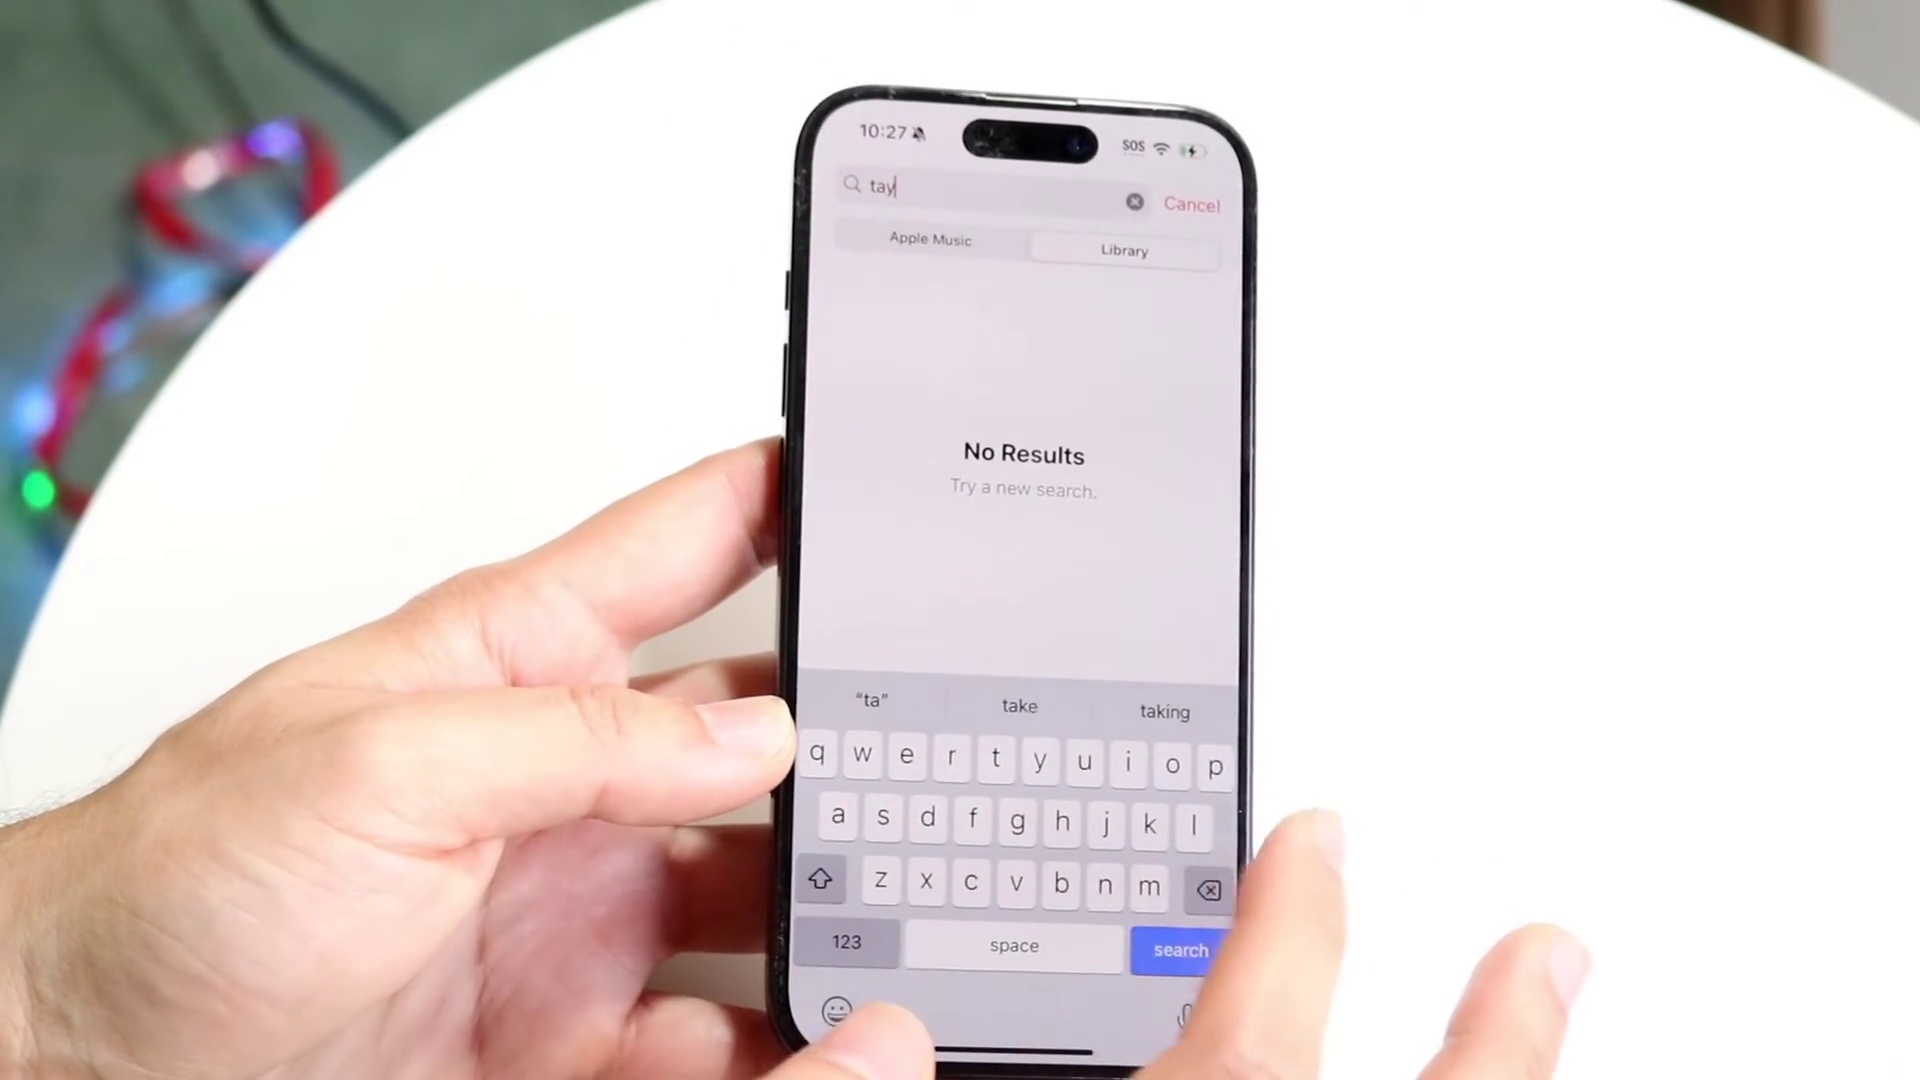 10:27 SOS
tay Cancel
Apple Music Library
No Results
Try a new search.
“ta” take taking
q w e r t y u i o p
a s d f g h j k l
z x c v b n m
123 space search